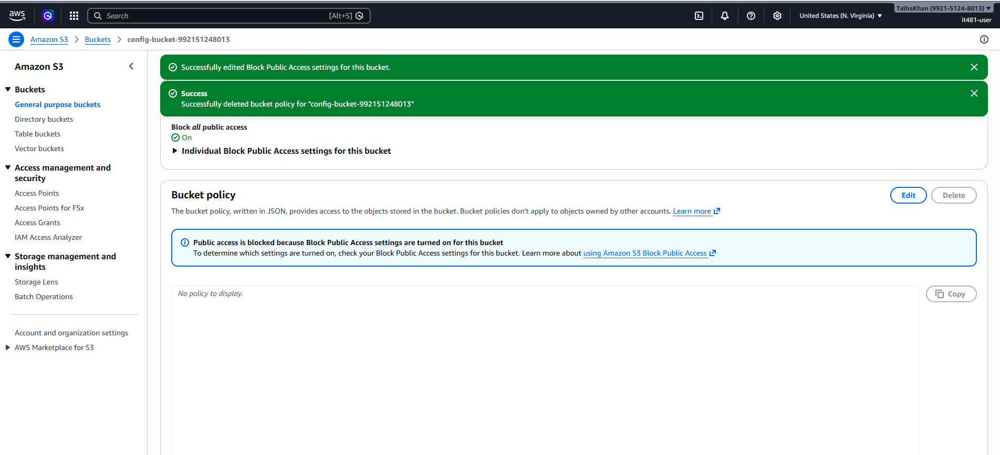 aws
Search
[Alt+S]
United States (N. Virginia)
TalhaKhan (9921-5124-8013)
it481-user
Amazon S3
Buckets
config-bucket-992151248013
Amazon S3
Buckets
General purpose buckets
Directory buckets
Table buckets
Vector buckets
Access management and
security
Access Points
Access Points for FSx
Access Grants
IAM Access Analyzer
Storage management and
insights
Storage Lens
Batch Operations
Account and organization settings
AWS Marketplace for S3
Successfully edited Block Public Access settings for this bucket.
Success
Successfully deleted bucket policy for "config-bucket-992151248013"
Block all public access
On
Individual Block Public Access settings for this bucket
Bucket policy
Edit
Delete
The bucket policy, written in JSON, provides access to the objects stored in the bucket. Bucket policies don't apply to objects owned by other accounts. Learn more
Public access is blocked because Block Public Access settings are turned on for this bucket
To determine which settings are turned on, check your Block Public Access settings for this bucket. Learn more about using Amazon S3 Block Public Access
No policy to display.
Copy